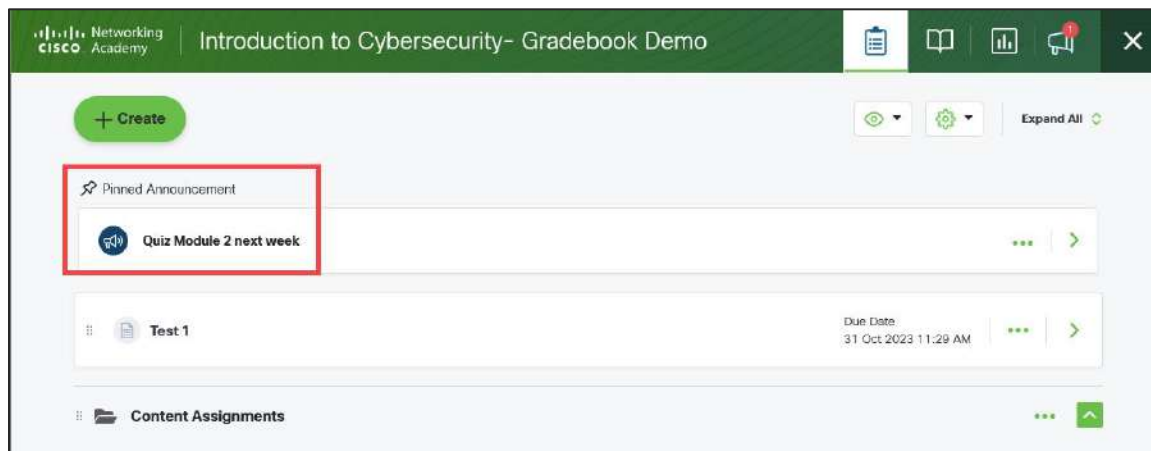 Networking
CISCO Academy
Introduction to Cybersecurity- Gradebook Demo
1
+ Create
Expand All
Pinned Announcement
Quiz Module 2 next week
Test 1
Due Date
31 Oct 2023 11:29 AM
Content Assignments